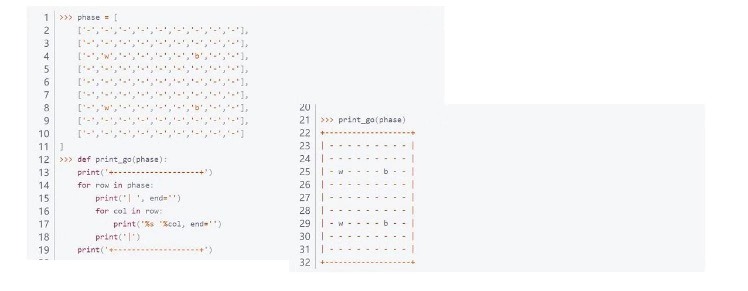 1 >>> phase = [
2 ['-','-','-','-','-','-','-','-','-'],
3 ['-','-','-','-','-','-','-','-','-'],
4 ['-','w','-','-','-','-','b','-','-'],
5 ['-','-','-','-','-','-','-','-','-'],
6 ['-','-','-','-','-','-','-','-','-'],
7 ['-','-','-','-','-','-','-','-','-'],
8 ['-','w','-','-','-','-','b','-','-'],
9 ['-','-','-','-','-','-','-','-','-'],
10 ['-','-','-','-','-','-','-','-','-']
11 ]
12 >>> def print_go(phase):
13 print('+-------------------+')
14 for row in phase:
15 print('| ', end='')
16 for col in row:
17 print('%s '%col, end='')
18 print('|')
19 print('+-------------------+')
20
21 >>> print_go(phase)
22 +-------------------+
23 | - - - - - - - - - |
24 | - - - - - - - - - |
25 | - w - - - - b - - |
26 | - - - - - - - - - |
27 | - - - - - - - - - |
28 | - - - - - - - - - |
29 | - w - - - - b - - |
30 | - - - - - - - - - |
31 | - - - - - - - - - |
32 +-------------------+